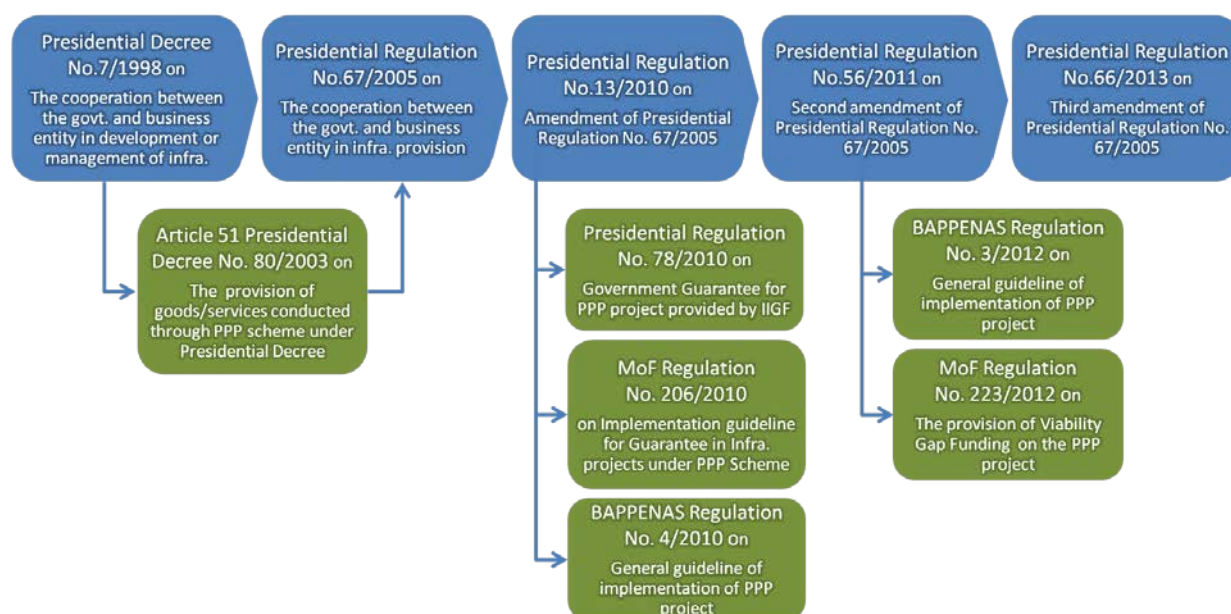 Presidential Decree
No.7/1998 on
The cooperation between
the govt. and business
entity in development or
management of infra.
Presidential Regulation
No.67/2005 on
The cooperation between
the govt. and business
entity in infra. provision
Presidential Regulation
No.13/2010 on
Amendment of Presidential
Regulation No. 67/2005
Presidential Regulation
No.56/2011 on
Second amendment of
Presidential Regulation No.
67/2005
Presidential Regulation
No.66/2013 on
Third amendment of
Presidential Regulation No.
67/2005
Article 51 Presidential
Decree No. 80/2003 on
The provision of
goods/services conducted
through PPP scheme under
Presidential Decree
Presidential Regulation
No. 78/2010 on
Government Guarantee for
PPP project provided by IIGF
MoF Regulation
No. 206/2010
on Implementation guideline
for Guarantee in Infra.
projects under PPP Scheme
BAPPENAS Regulation
No. 4/2010 on
General guideline of
implementation of PPP
project
BAPPENAS Regulation
No. 3/2012 on
General guideline of
implementation of PPP
project
MoF Regulation
No. 223/2012 on
The provision of Viability
Gap Funding on the PPP
project